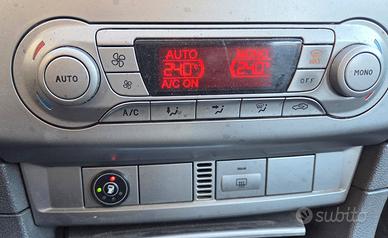 AUTO MONO
24.0 24.0
A/C ON
AUTO
MONO
OFF
A/C
subito